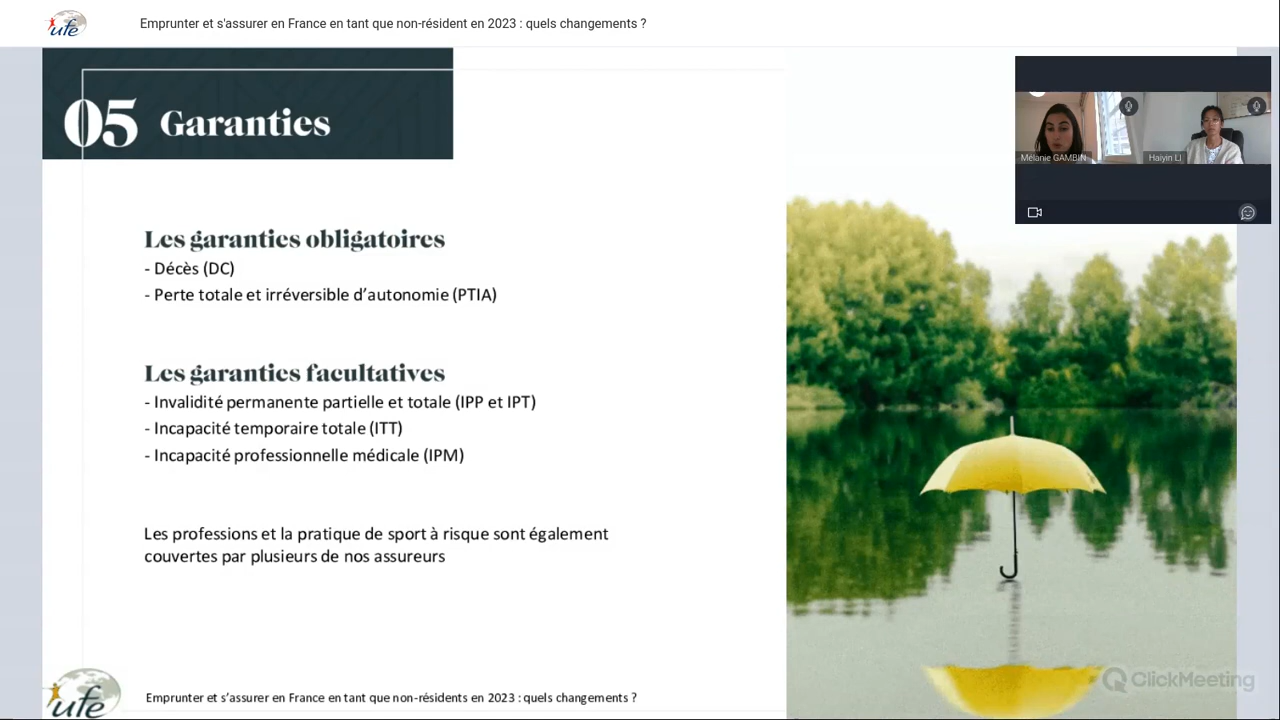 ufe
Emprunter et s'assurer en France en tant que non-résident en 2023 : quels changements ?
05 Garanties
Mélanie GAMBIN
Haiyin LI
Les garanties obligatoires
- Décès (DC)
- Perte totale et irréversible d’autonomie (PTIA)
Les garanties facultatives
- Invalidité permanente partielle et totale (IPP et IPT)
- Incapacité temporaire totale (ITT)
- Incapacité professionnelle médicale (IPM)
Les professions et la pratique de sport à risque sont également
couvertes par plusieurs de nos assureurs
ClickMeeting
ufe
Emprunter et s’assurer en France en tant que non-résidents en 2023 : quels changements ?